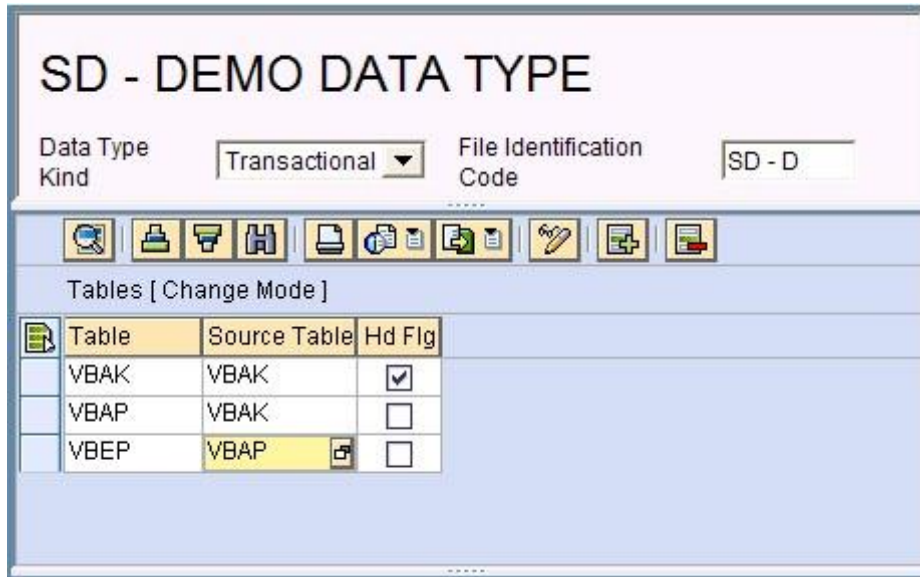 SD - DEMO DATA TYPE
Data Type
Kind
Transactional
File Identification
Code
SD - D
Tables [ Change Mode ]
Table Source Table Hd Flg
VBAK VBAK
VBAP VBAK
VBEP VBAP